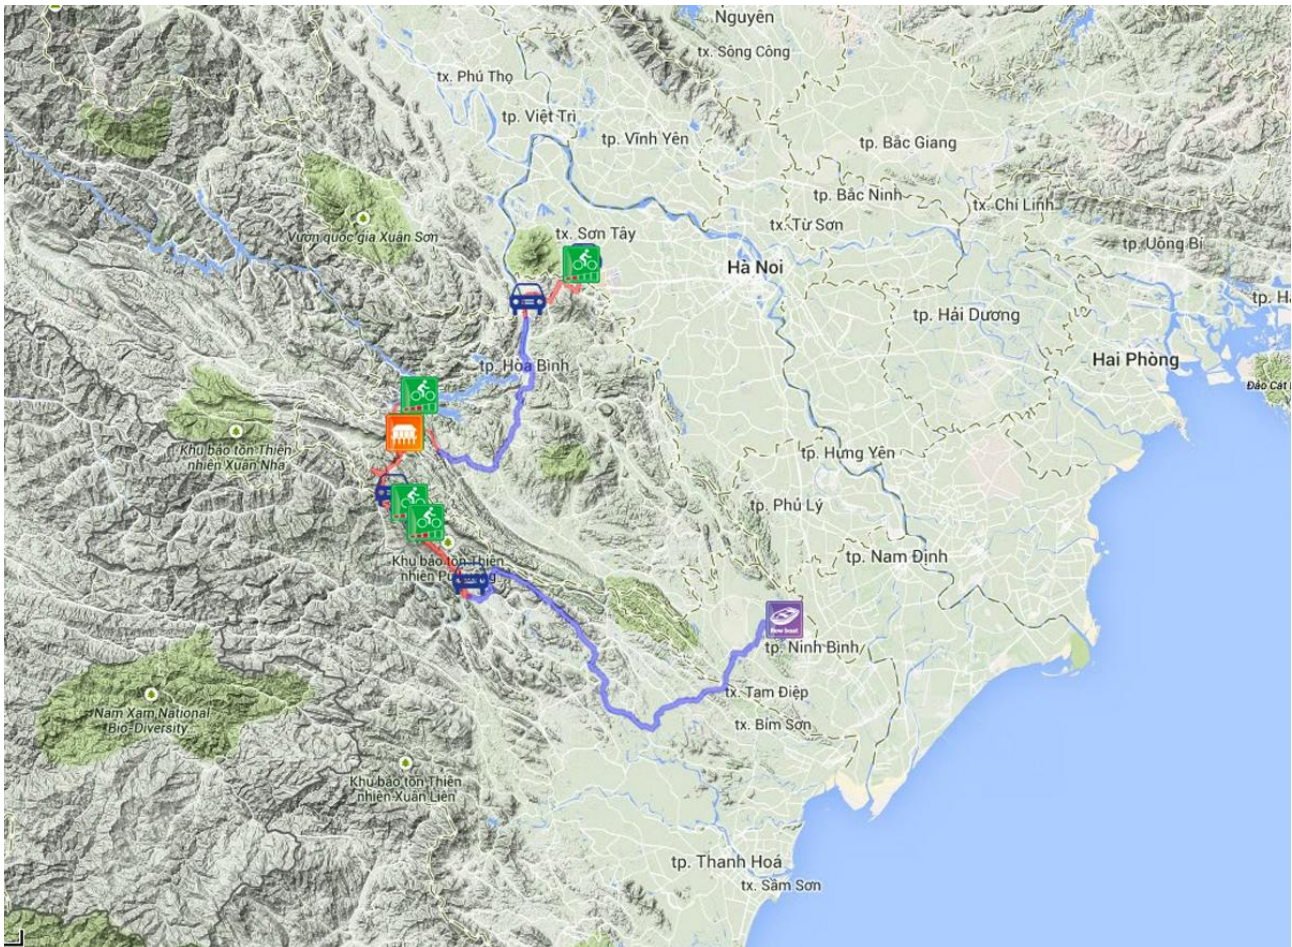 Nguyên
tx. Sông Công
tx. Phú Thọ
tp. Việt Trì
tp. Vĩnh Yên
tp. Bắc Giang
tp. Bắc Ninh
tx. Chí Linh
tx. Từ Sơn
tp. Uông Bí
Vườn quốc gia Xuân Sơn
tx. Sơn Tây
Hà Noi
tp. Hạ
tp. Hải Dương
tp. Hòa Bình
Hai Phòng
Đảo Cát
Khu bảo tồn Thiên
nhiên Xuân Nha
tp. Hưng Yên
tp. Phủ Lý
tp. Nam Định
Khu bảo tồn Thiên
nhiên
Row boat
tp. Ninh Bình
Nam Xam National
Bio-Diversity
tx. Tam Điệp
tx. Bỉm Sơn
Khu bảo tồn Thiên
nhiên Xuân Liên
tp. Thanh Hoá
tx. Sầm Sơn